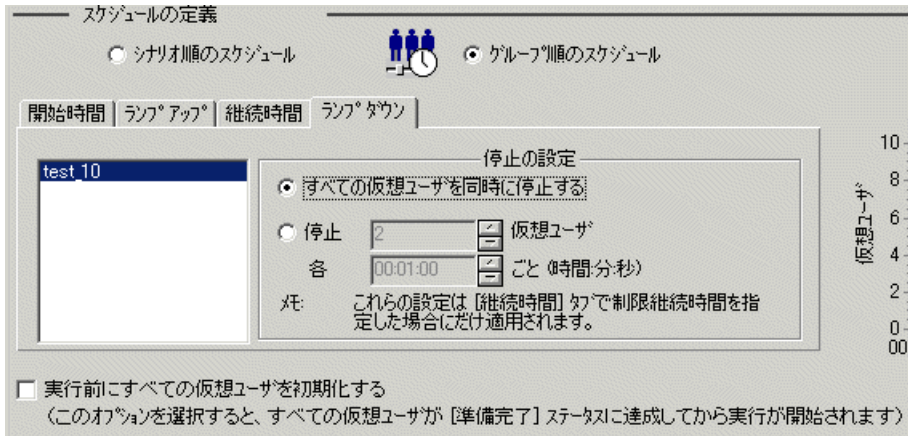 スケジュールの定義
シナリオ順のスケジュール グループ順のスケジュール
開始時間 ランプアップ 継続時間 ランプダウン
test_10
停止の設定
すべての仮想ユーザを同時に停止する
停止 2 仮想ユーザ
各 00:01:00 ごと (時間:分:秒)
メモ: これらの設定は [継続時間] タブで制限継続時間を指
定した場合にだけ適用されます。
10
8
6
4
2
0
00
仮想ユーザ
実行前にすべての仮想ユーザを初期化する
(このオプションを選択すると、すべての仮想ユーザが [準備完了] ステータスに達成してから実行が開始されます)